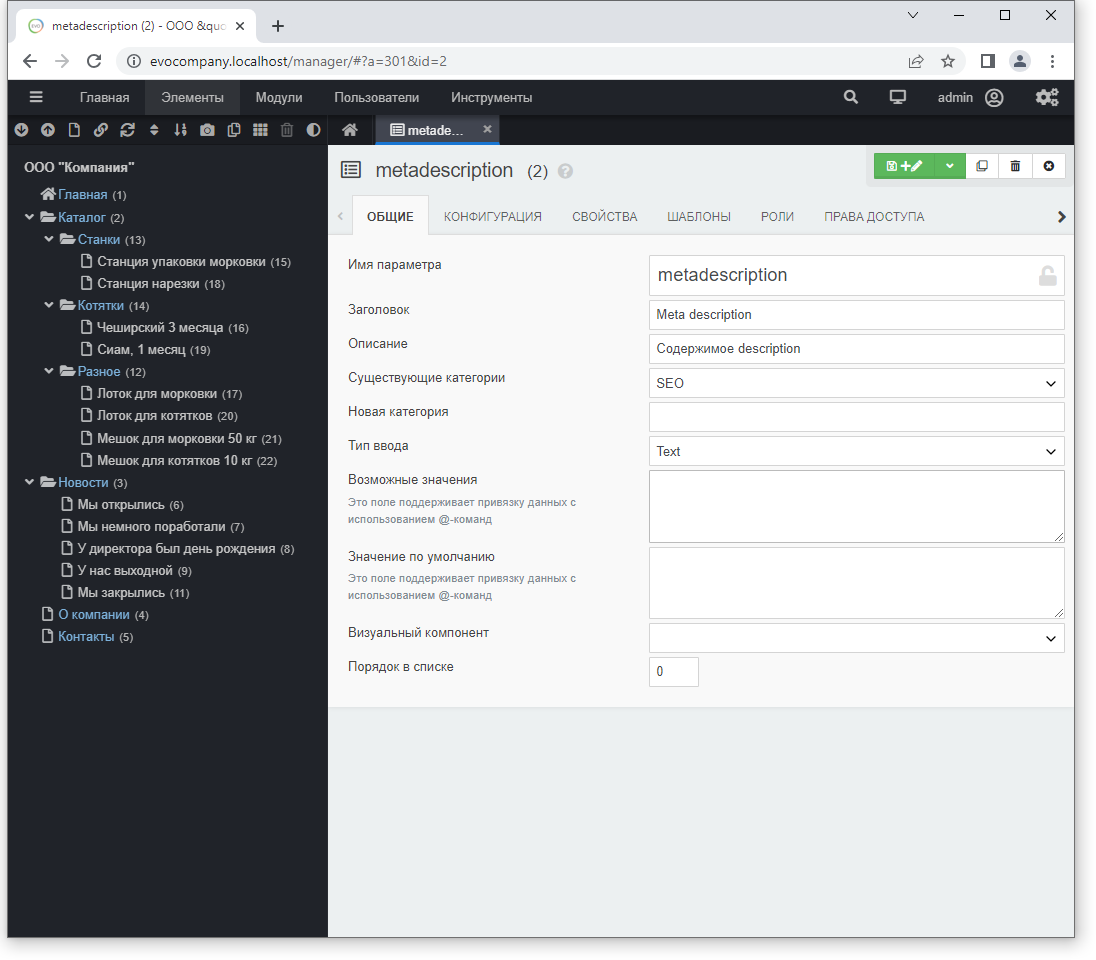 metadescription (2) - ООО &quo
evocompany.localhost/manager/#?a=301&id=2
Главная Элементы Модули Пользователи Инструменты admin
metade...
ООО "Компания"
Главная (1)
Каталог (2)
Станки (13)
Станция упаковки морковки (15)
Станция нарезки (18)
Котятки (14)
Чеширский 3 месяца (16)
Сиам, 1 месяц (19)
Разное (12)
Лоток для морковки (17)
Лоток для котятков (20)
Мешок для морковки 50 кг (21)
Мешок для котятков 10 кг (22)
Новости (3)
Мы открылись (6)
Мы немного поработали (7)
У директора был день рождения (8)
У нас выходной (9)
Мы закрылись (11)
О компании (4)
Контакты (5)
metadescription (2)
ОБЩИЕ КОНФИГУРАЦИЯ СВОЙСТВА ШАБЛОНЫ РОЛИ ПРАВА ДОСТУПА
Имя параметра metadescription
Заголовок Meta description
Описание Содержимое description
Существующие категории SEO
Новая категория
Тип ввода Text
Возможные значения
Это поле поддерживает привязку данных с
использованием @-команд
Значение по умолчанию
Это поле поддерживает привязку данных с
использованием @-команд
Визуальный компонент
Порядок в списке 0